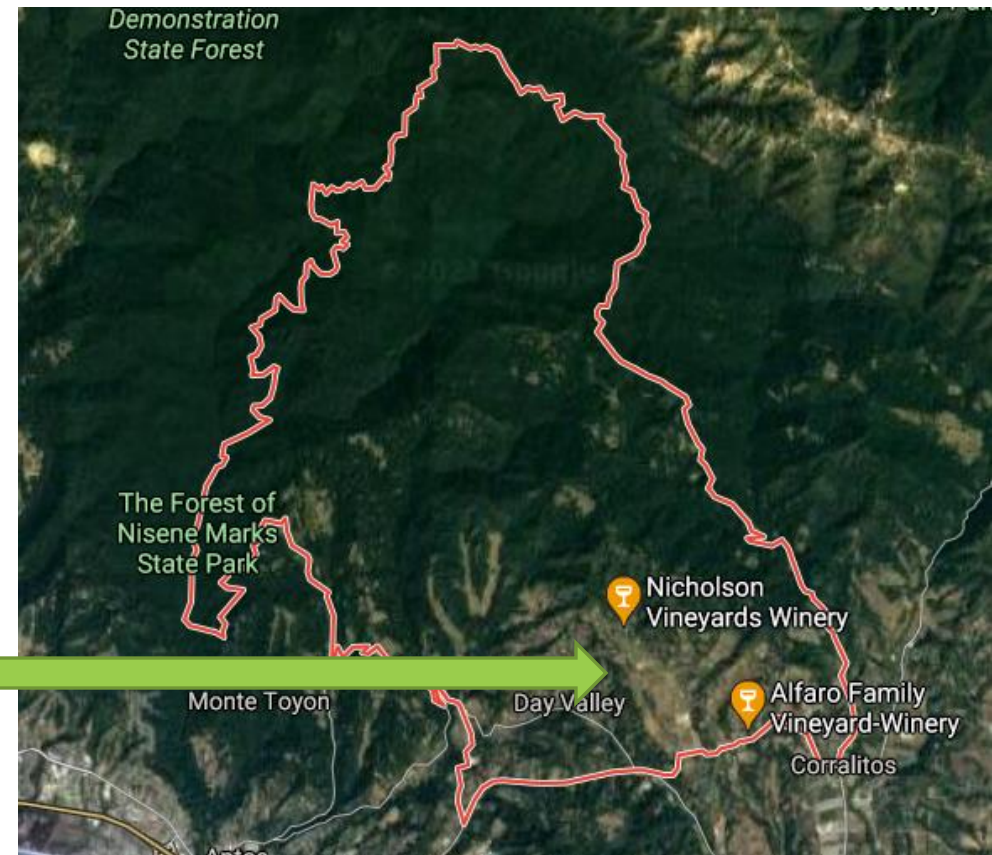 Demonstration
State Forest
The Forest of
Nisene Marks
State Park
Nicholson
Vineyards Winery
Monte Toyon
Day Valley
Alfaro Family
Vineyard-Winery
Corralitos